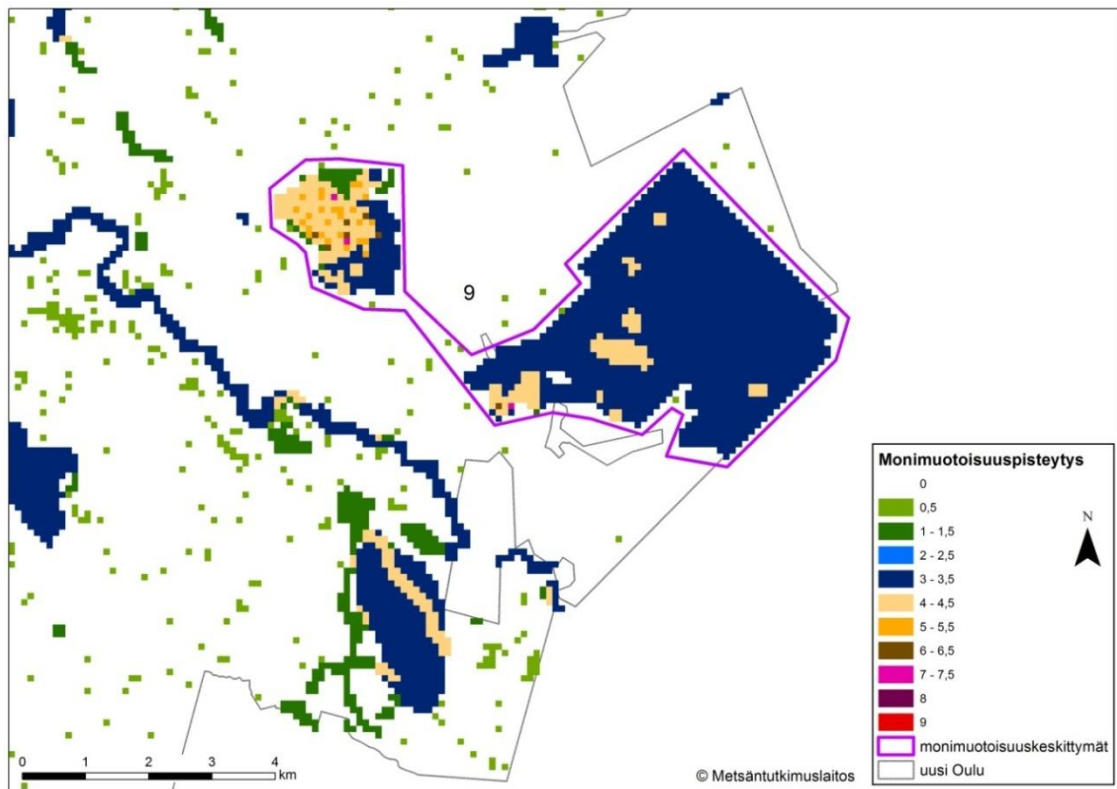 9
Monimuotoisuuspisteytys
0
0,5
1 - 1,5
2 - 2,5
3 - 3,5
4 - 4,5
5 - 5,5
6 - 6,5
7 - 7,5
8
9
monimuotoisuuskeskittymät
uusi Oulu
N
0 1 2 3 4
km
© Metsäntutkimuslaitos